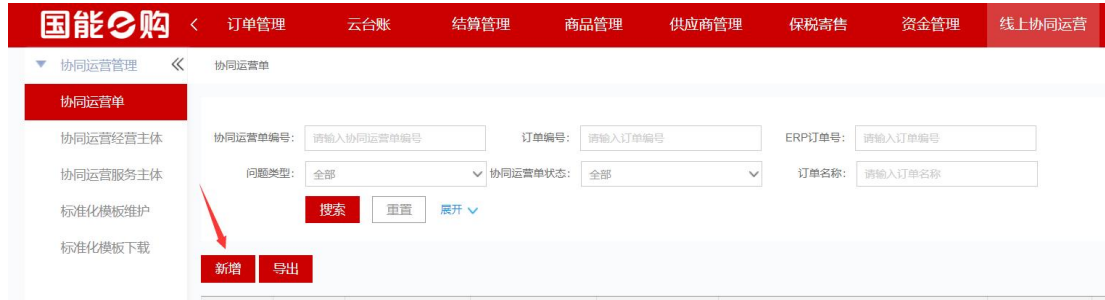 国能e购 < 订单管理 云台账 结算管理 商品管理 供应商管理 保税寄售 资金管理 线上协同运营
协同运营管理 协同运营单
协同运营单
协同运营经营主体
协同运营服务主体
标准化模板维护
标准化模板下载
协同运营单编号: 请输入协同运营单编号 订单编号: 请输入订单编号 ERP订单号: 请输入订单编号
问题类型: 全部 协同运营单状态: 全部 订单名称: 请输入订单名称
搜索 重置 展开
新增 导出